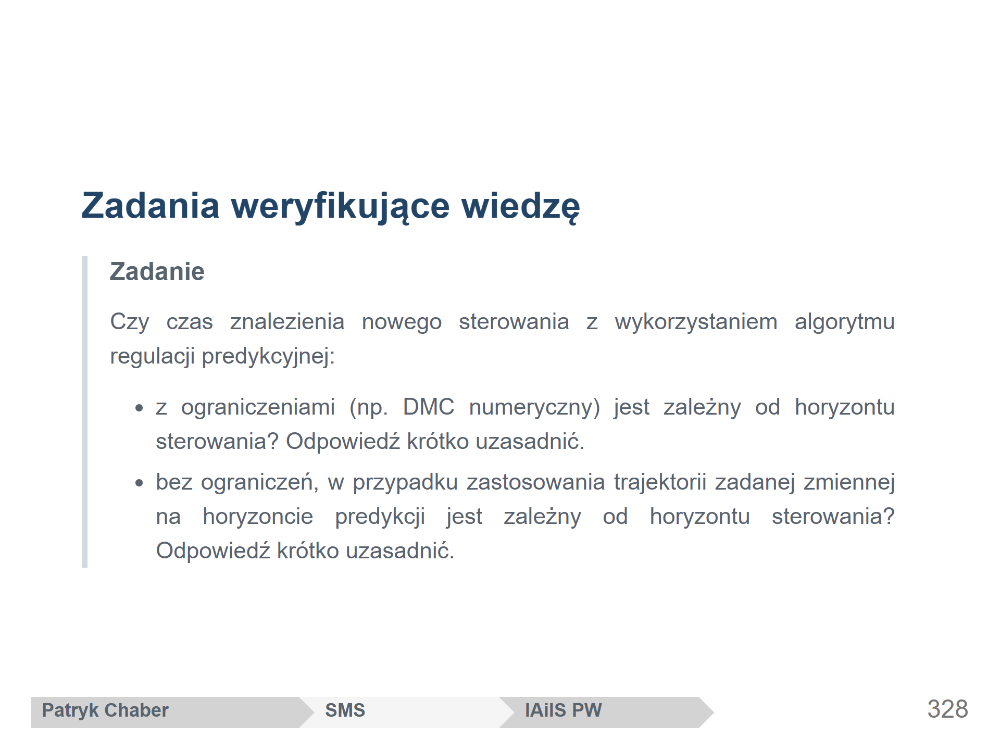 Zadania weryfikujące wiedzę
Zadanie
Czy czas znalezienia nowego sterowania z wykorzystaniem algorytmu
regulacji predykcyjnej:
• z ograniczeniami (np. DMC numeryczny) jest zależny od horyzontu
sterowania? Odpowiedź krótko uzasadnić.
• bez ograniczeń, w przypadku zastosowania trajektorii zadanej zmiennej
na horyzoncie predykcji jest zależny od horyzontu sterowania?
Odpowiedź krótko uzasadnić.
Patryk Chaber SMS IAiIS PW 328